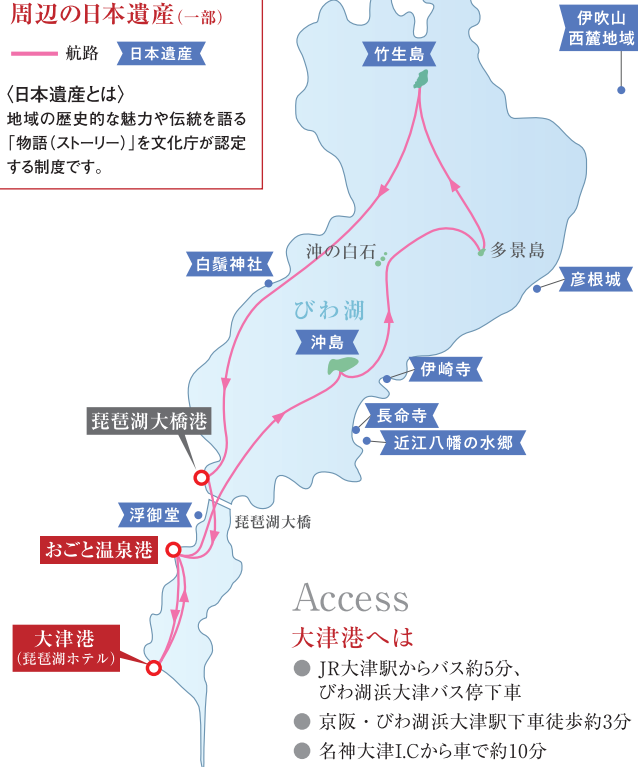 周辺の日本遺産(一部)
航路
日本遺産
〈日本遺産とは〉
地域の歴史的な魅力や伝統を語る
「物語(ストーリー)」を文化庁が認定
する制度です。
伊吹山
西麓地域
竹生島
白鬚神社
沖の白石
多景島
彦根城
びわ湖
沖島
伊崎寺
長命寺
近江八幡の水郷
琵琶湖大橋港
浮御堂
琵琶湖大橋
おごと温泉港
大津港
(琵琶湖ホテル)
Access
大津港へは
● JR大津駅からバス約5分、
びわ湖浜大津バス停下車
● 京阪・びわ湖浜大津駅下車徒歩約3分
● 名神大津I.Cから車で約10分